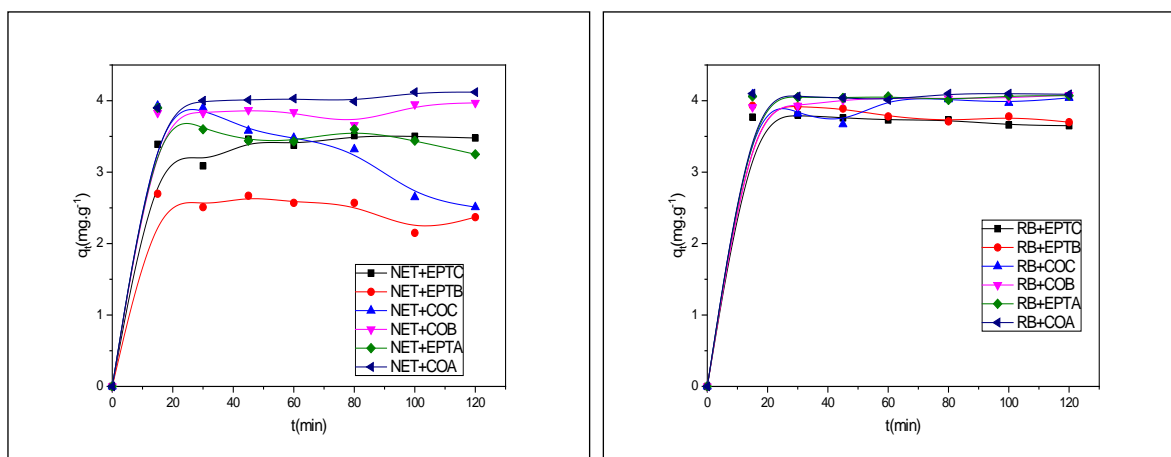 4
3
2
1
0
0
20
40
60
80
100
120
q_t(mg.g⁻¹)
t(min)
NET+EPTC
NET+EPTB
NET+COC
NET+COB
NET+EPTA
NET+COA
4
3
2
1
0
0
20
40
60
80
100
120
q_t(mg.g⁻¹)
t(min)
RB+EPTC
RB+EPTB
RB+COC
RB+COB
RB+EPTA
RB+COA